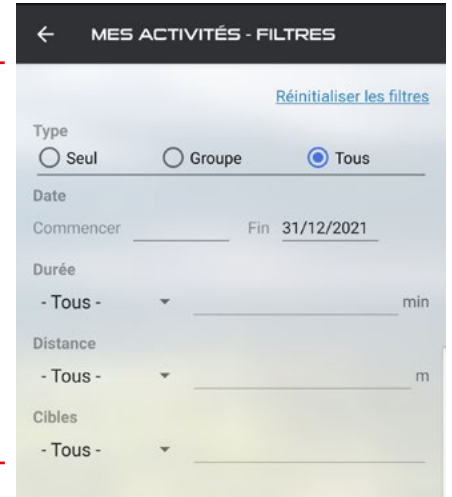 MES ACTIVITÉS - FILTRES
Réinitialiser les filtres
Type
Seul Groupe Tous
Date
Commencer Fin 31/12/2021
Durée
- Tous - min
Distance
- Tous - m
Cibles
- Tous -